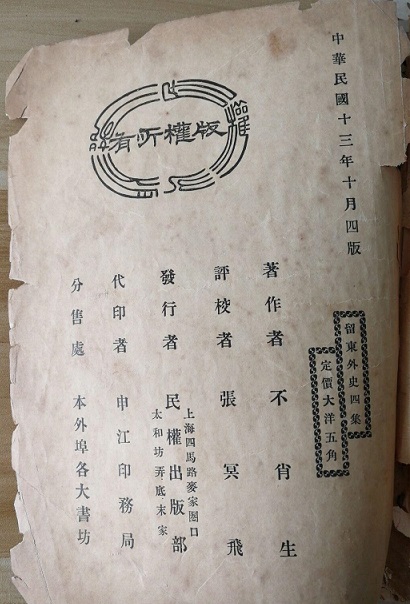 中華民國十三年十月四版
留東外史四集
定價大洋五角
版權所有
著作者 不肖生
評校者 張冥飛
發行者 民權出版部
上海四馬路麥家圈口
太和坊弄底末家
代印者 申江印務局
分售處 本外埠各大書坊